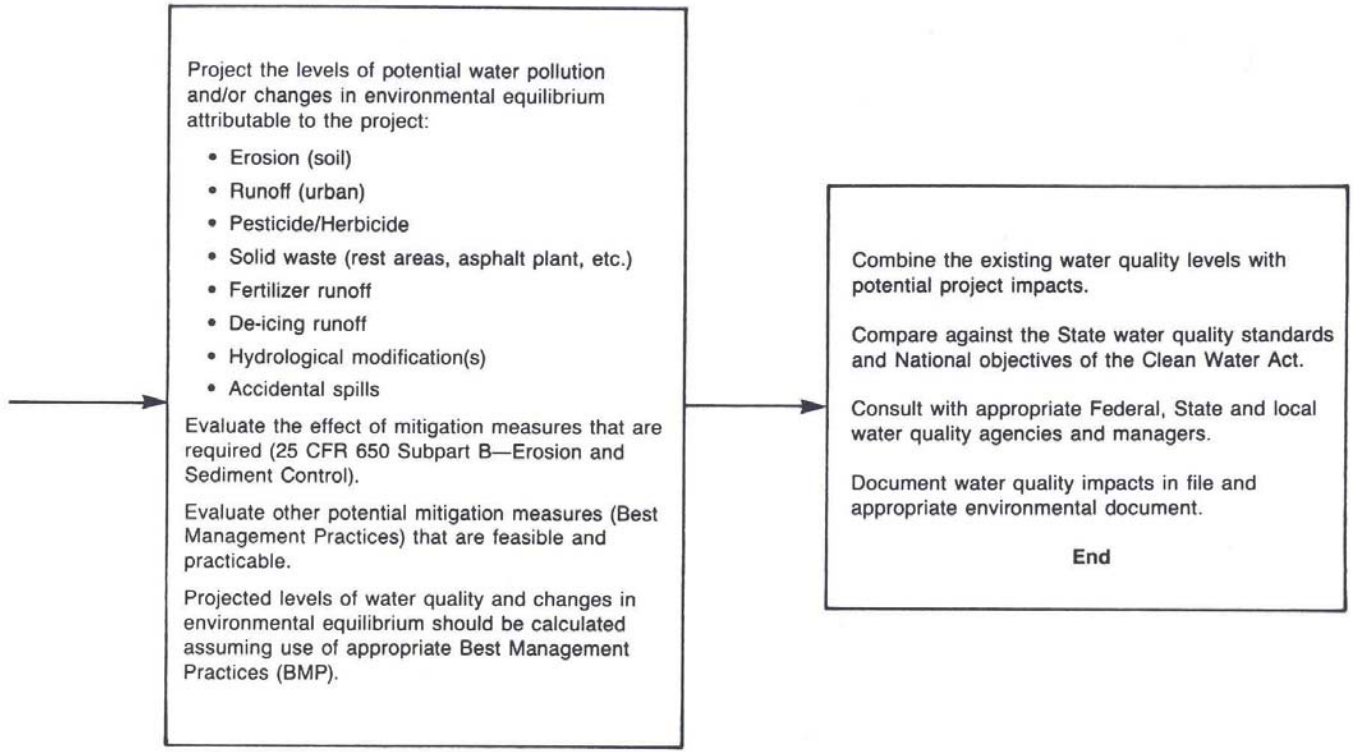 Project the levels of potential water pollution
and/or changes in environmental equilibrium
attributable to the project:
• Erosion (soil)
• Runoff (urban)
• Pesticide/Herbicide
• Solid waste (rest areas, asphalt plant, etc.)
• Fertilizer runoff
• De-icing runoff
• Hydrological modification(s)
• Accidental spills
Evaluate the effect of mitigation measures that are
required (25 CFR 650 Subpart B—Erosion and
Sediment Control).
Evaluate other potential mitigation measures (Best
Management Practices) that are feasible and
practicable.
Projected levels of water quality and changes in
environmental equilibrium should be calculated
assuming use of appropriate Best Management
Practices (BMP).
Combine the existing water quality levels with
potential project impacts.
Compare against the State water quality standards
and National objectives of the Clean Water Act.
Consult with appropriate Federal, State and local
water quality agencies and managers.
Document water quality impacts in file and
appropriate environmental document.
End